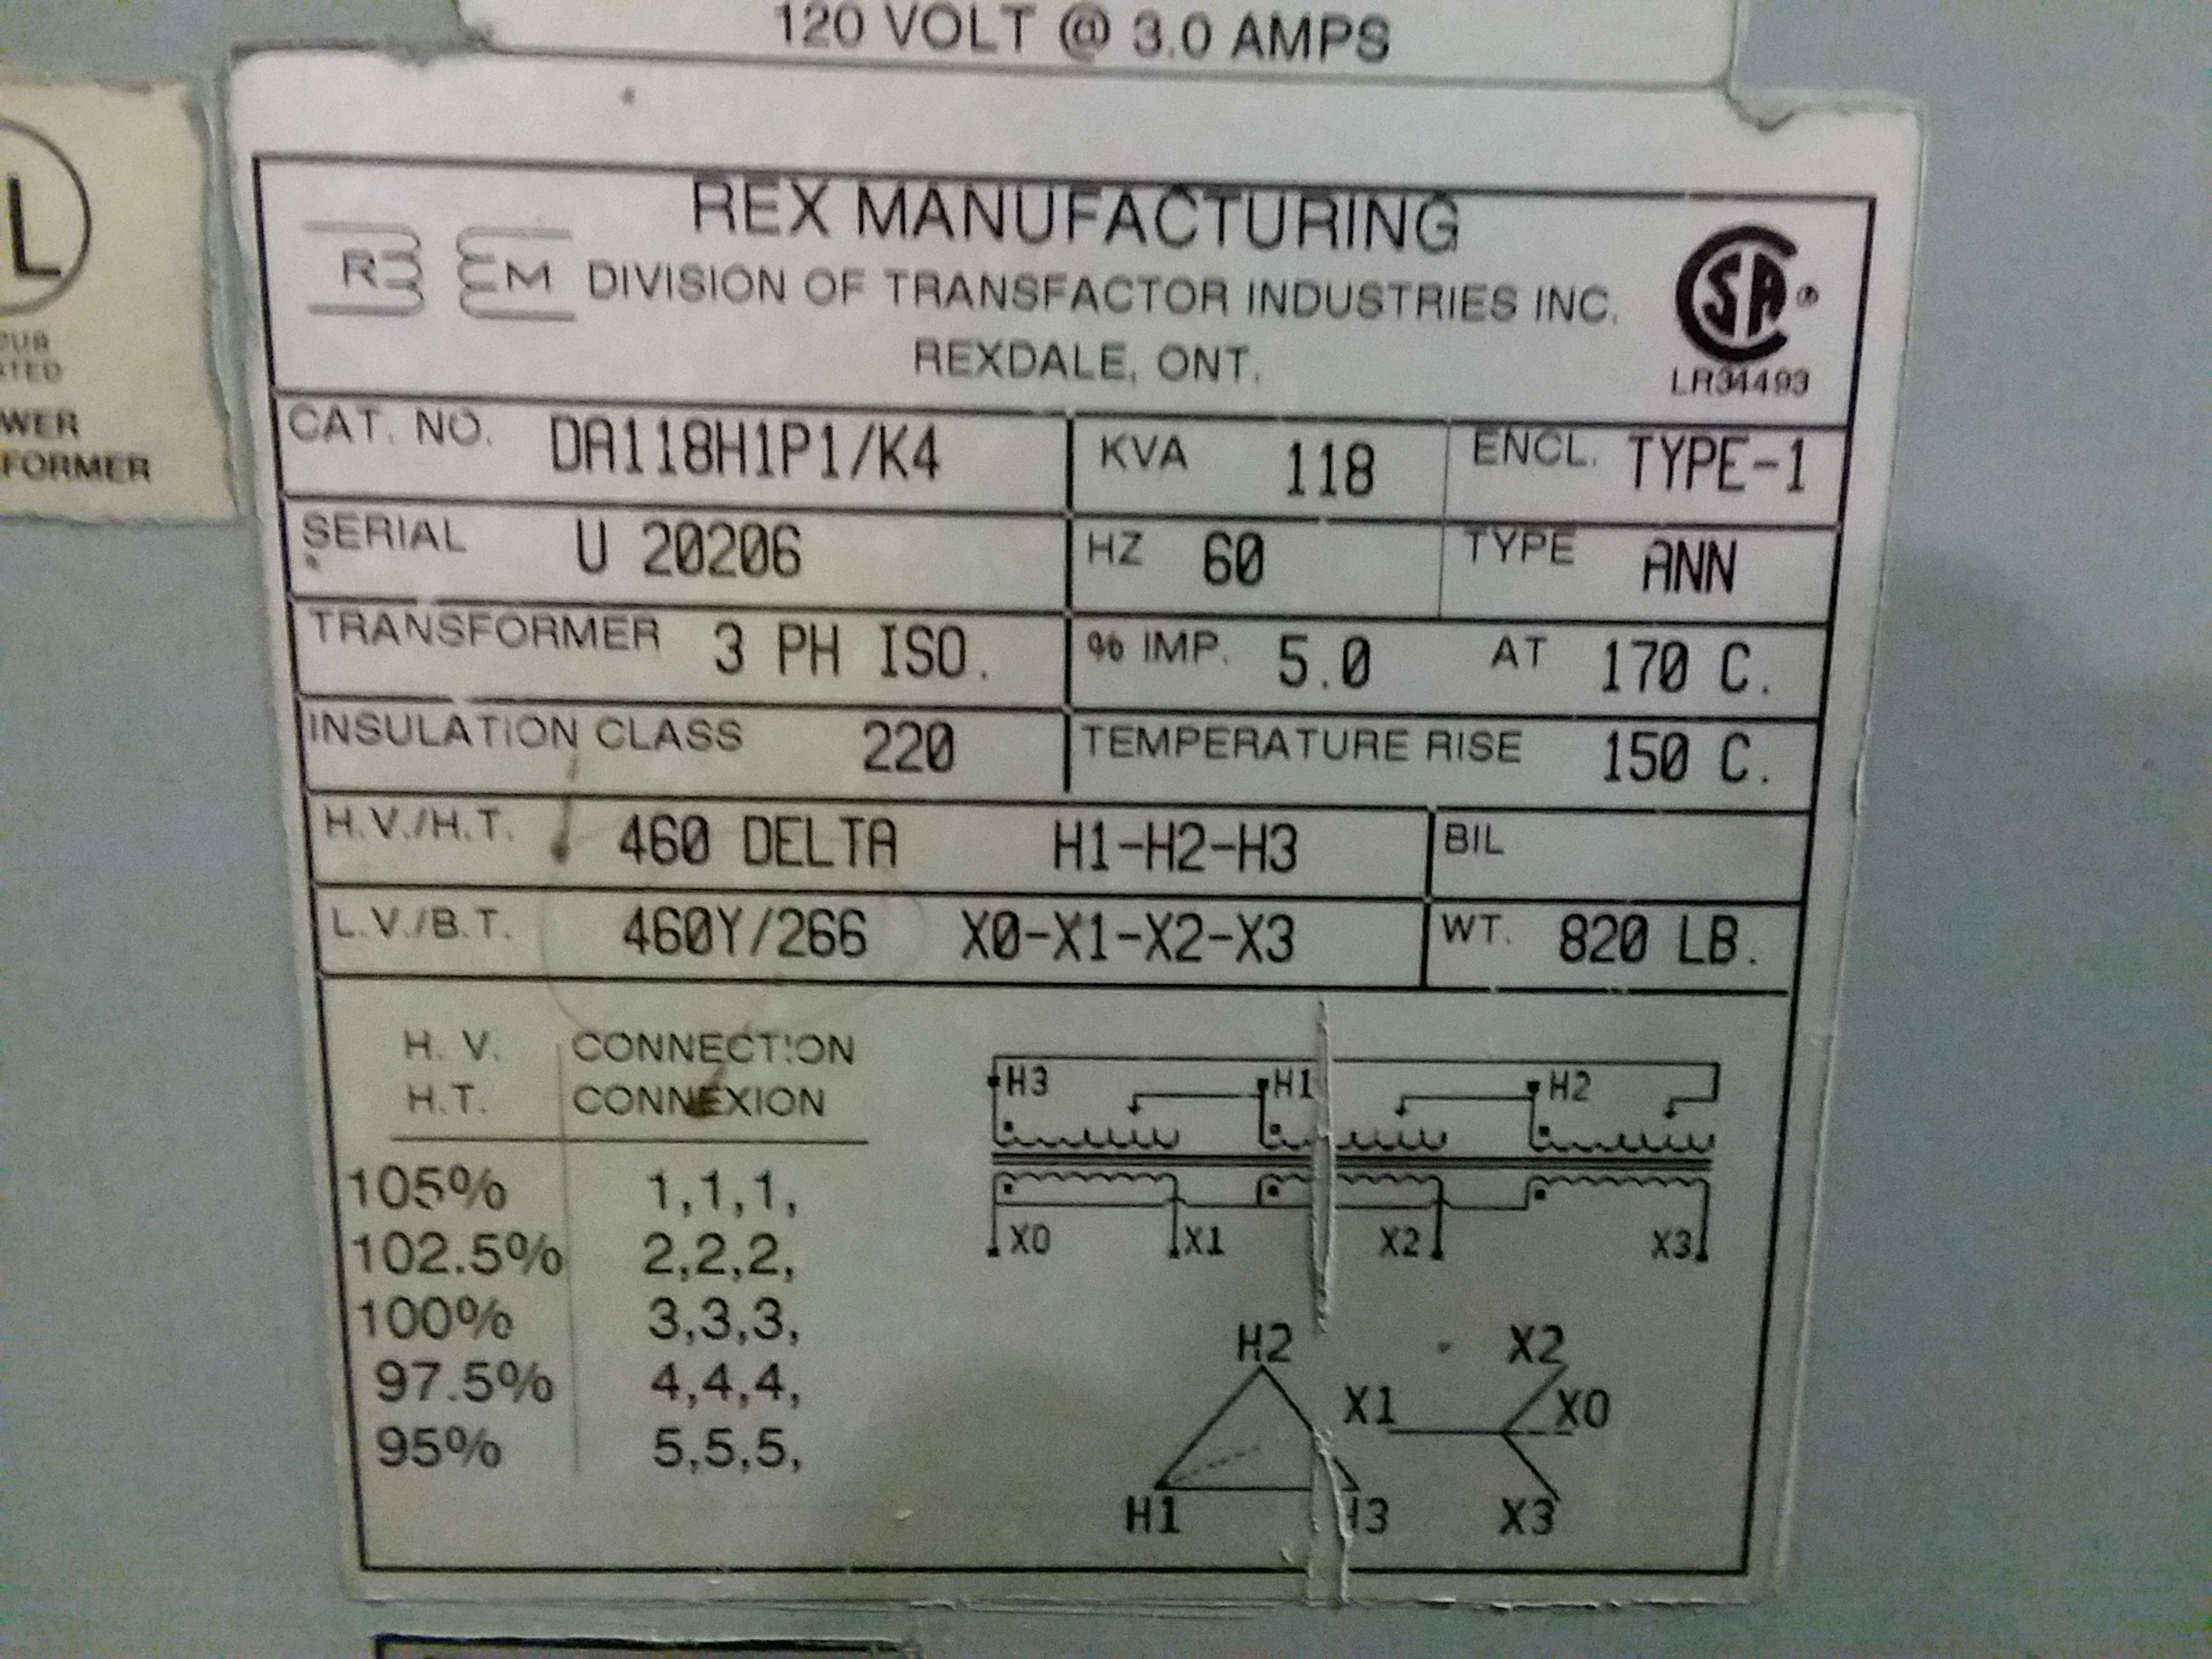 120 VOLT @ 3.0 AMPS
L
WER
FORMER
REX MANUFACTURING
R E M DIVISION OF TRANSFACTOR INDUSTRIES INC.
REXDALE, ONT.
SA ®
LR34493
CAT. NO. DA118H1P1/K4 KVA 118 ENCL. TYPE-1
SERIAL U 20206 HZ 60 TYPE ANN
TRANSFORMER 3 PH ISO. % IMP. 5.0 AT 170 C.
INSULATION CLASS 220 TEMPERATURE RISE 150 C.
H.V./H.T. 460 DELTA H1-H2-H3 BIL
L.V./B.T. 460Y/266 X0-X1-X2-X3 WT. 820 LB.
H. V. CONNECTION
H.T. CONNEXION
105% 1,1,1,
102.5% 2,2,2,
100% 3,3,3,
97.5% 4,4,4,
95% 5,5,5,
H3 H1 H2
X0 X1 X2 X3
H2 X2
X1 X0
H1 H3 X3